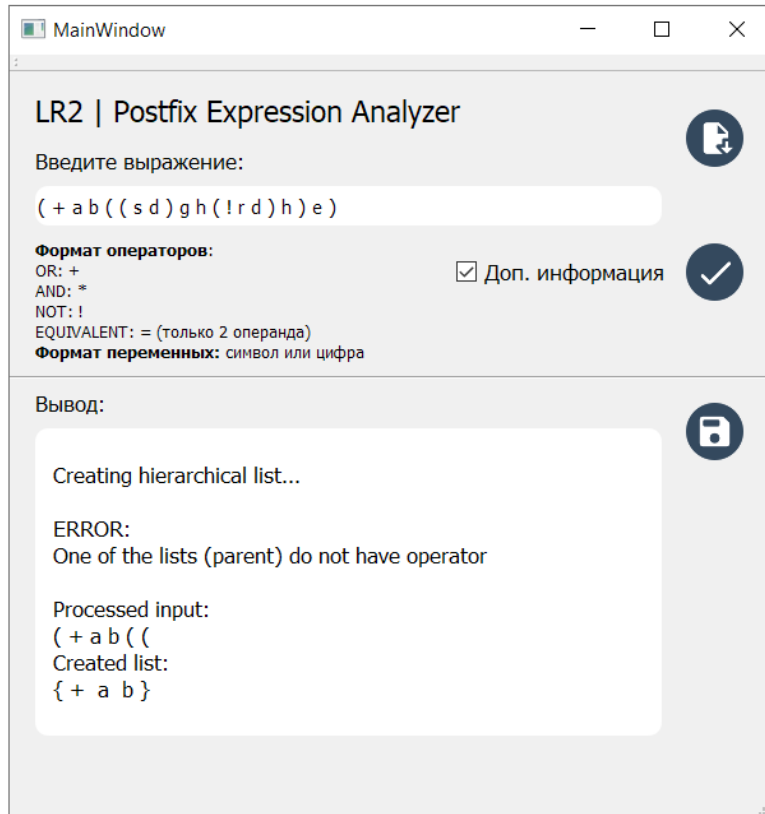 MainWindow
LR2 | Postfix Expression Analyzer
Введите выражение:
( + a b ( ( s d ) g h ( ! r d ) h ) e )
Формат операторов:
OR: +
AND: *
NOT: !
EQUIVALENT: = (только 2 операнда)
Формат переменных: символ или цифра
Доп. информация
Вывод:
Creating hierarchical list...
ERROR:
One of the lists (parent) do not have operator
Processed input:
( + a b ( (
Created list:
{ +  a  b }